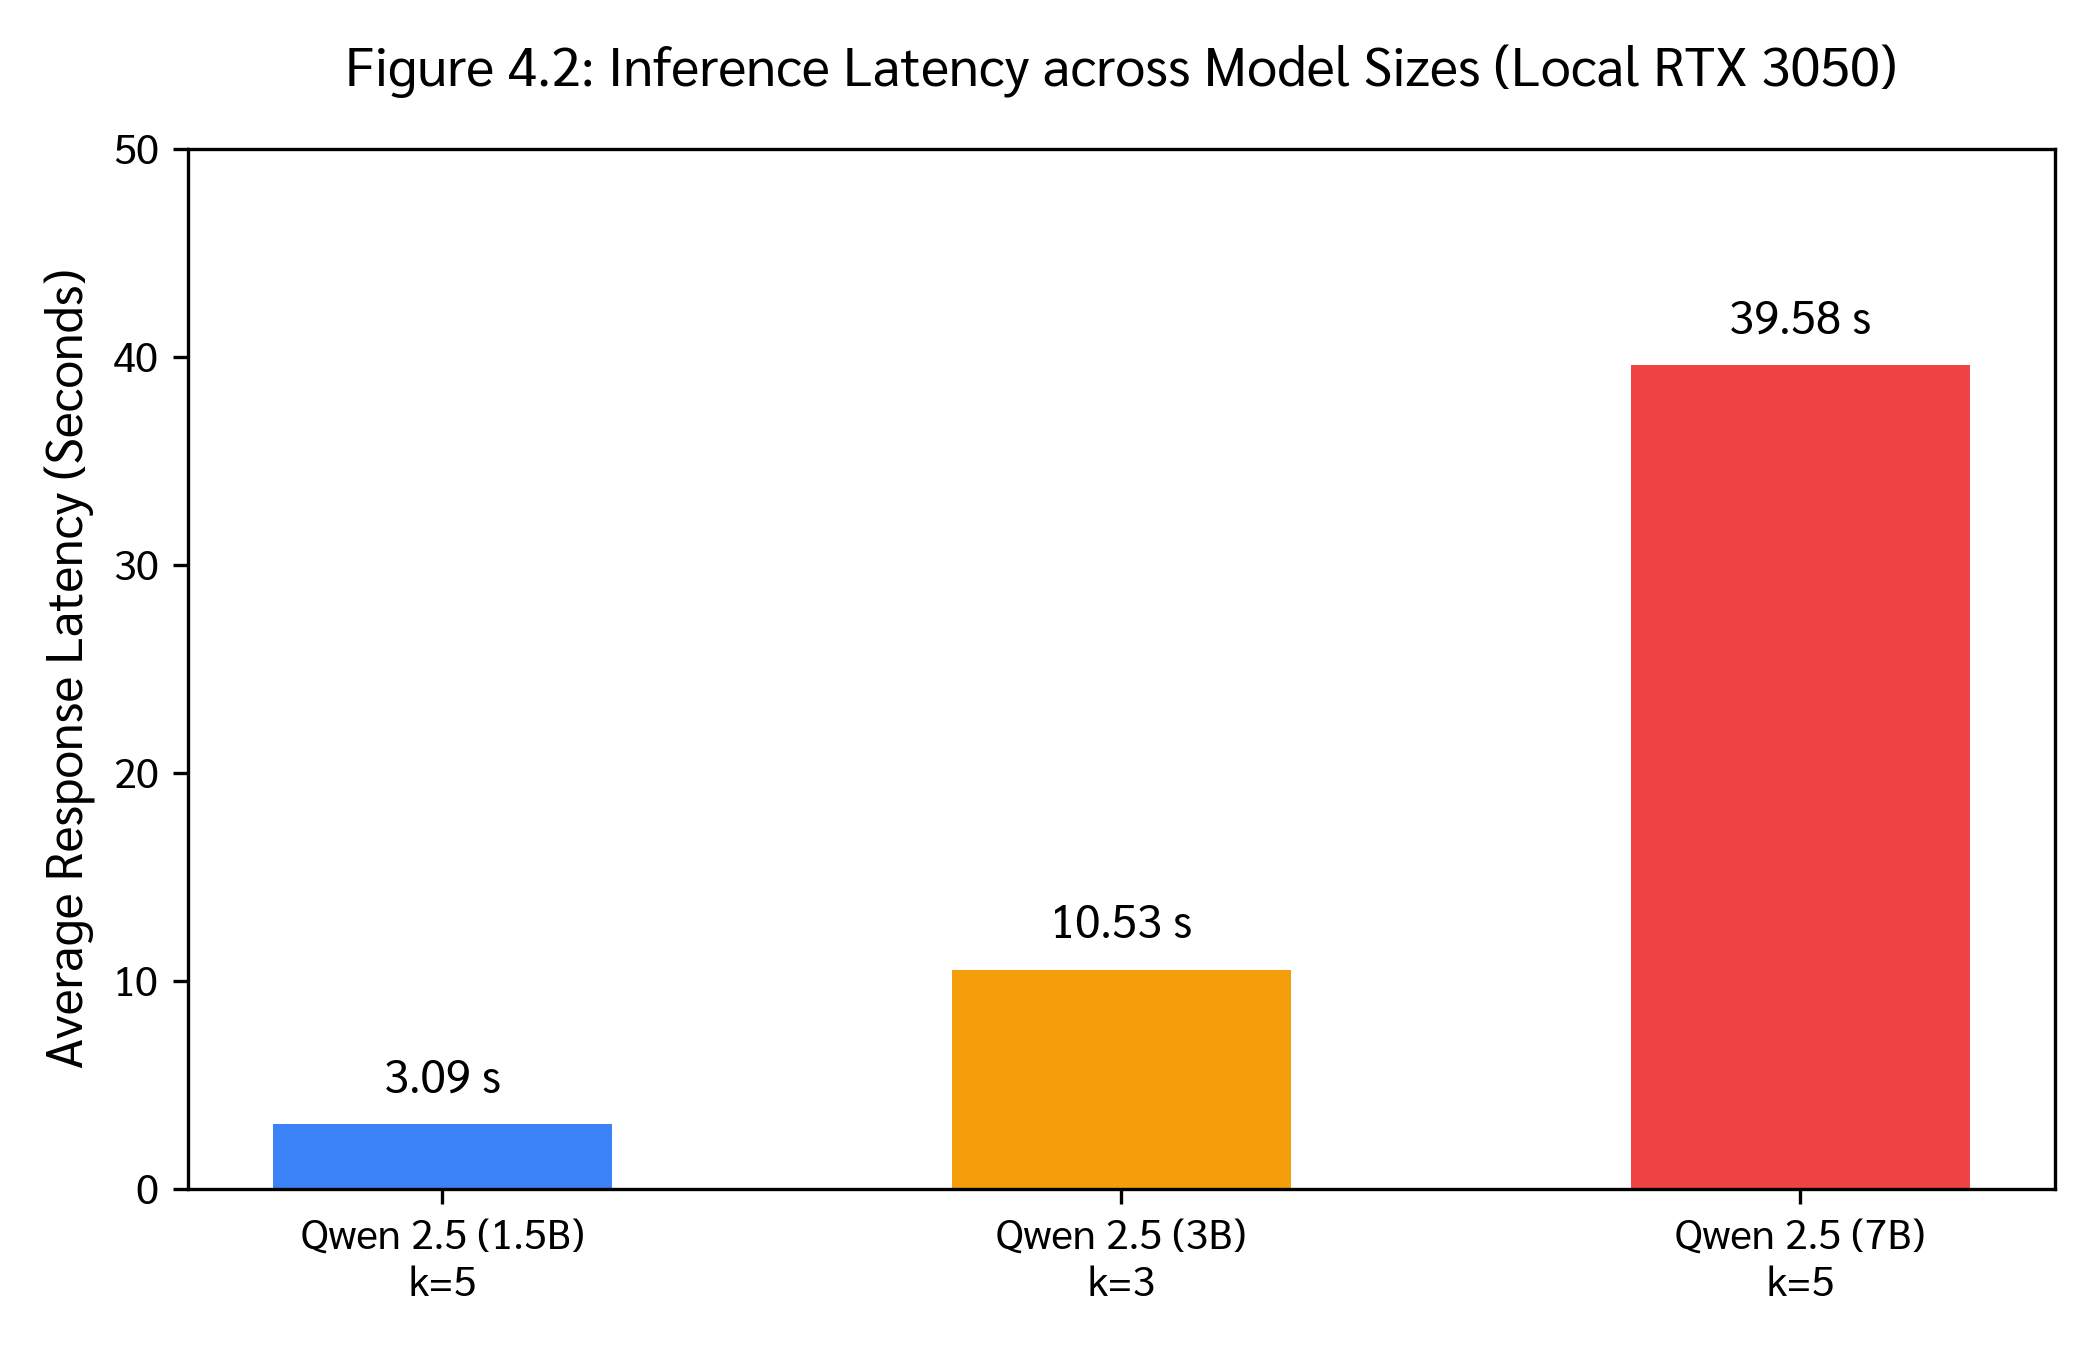 Figure 4.2: Inference Latency across Model Sizes (Local RTX 3050)
Average Response Latency (Seconds)
50
40
30
20
10
0
39.58 s
10.53 s
3.09 s
Qwen 2.5 (1.5B)
k=5
Qwen 2.5 (3B)
k=3
Qwen 2.5 (7B)
k=5